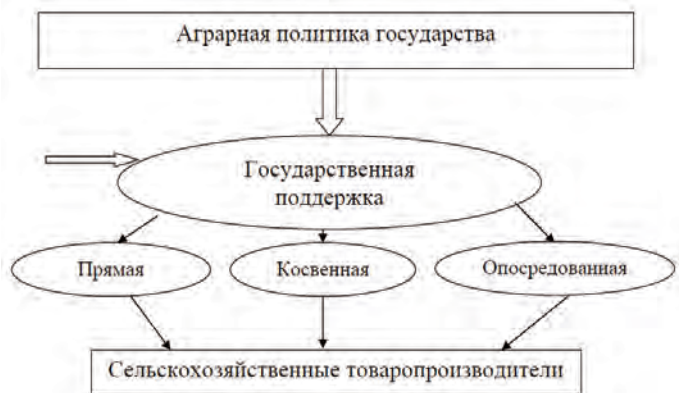 Аграрная политика государства
Государственная
поддержка
Прямая
Косвенная
Опосредованная
Сельскохозяйственные товаропроизводители